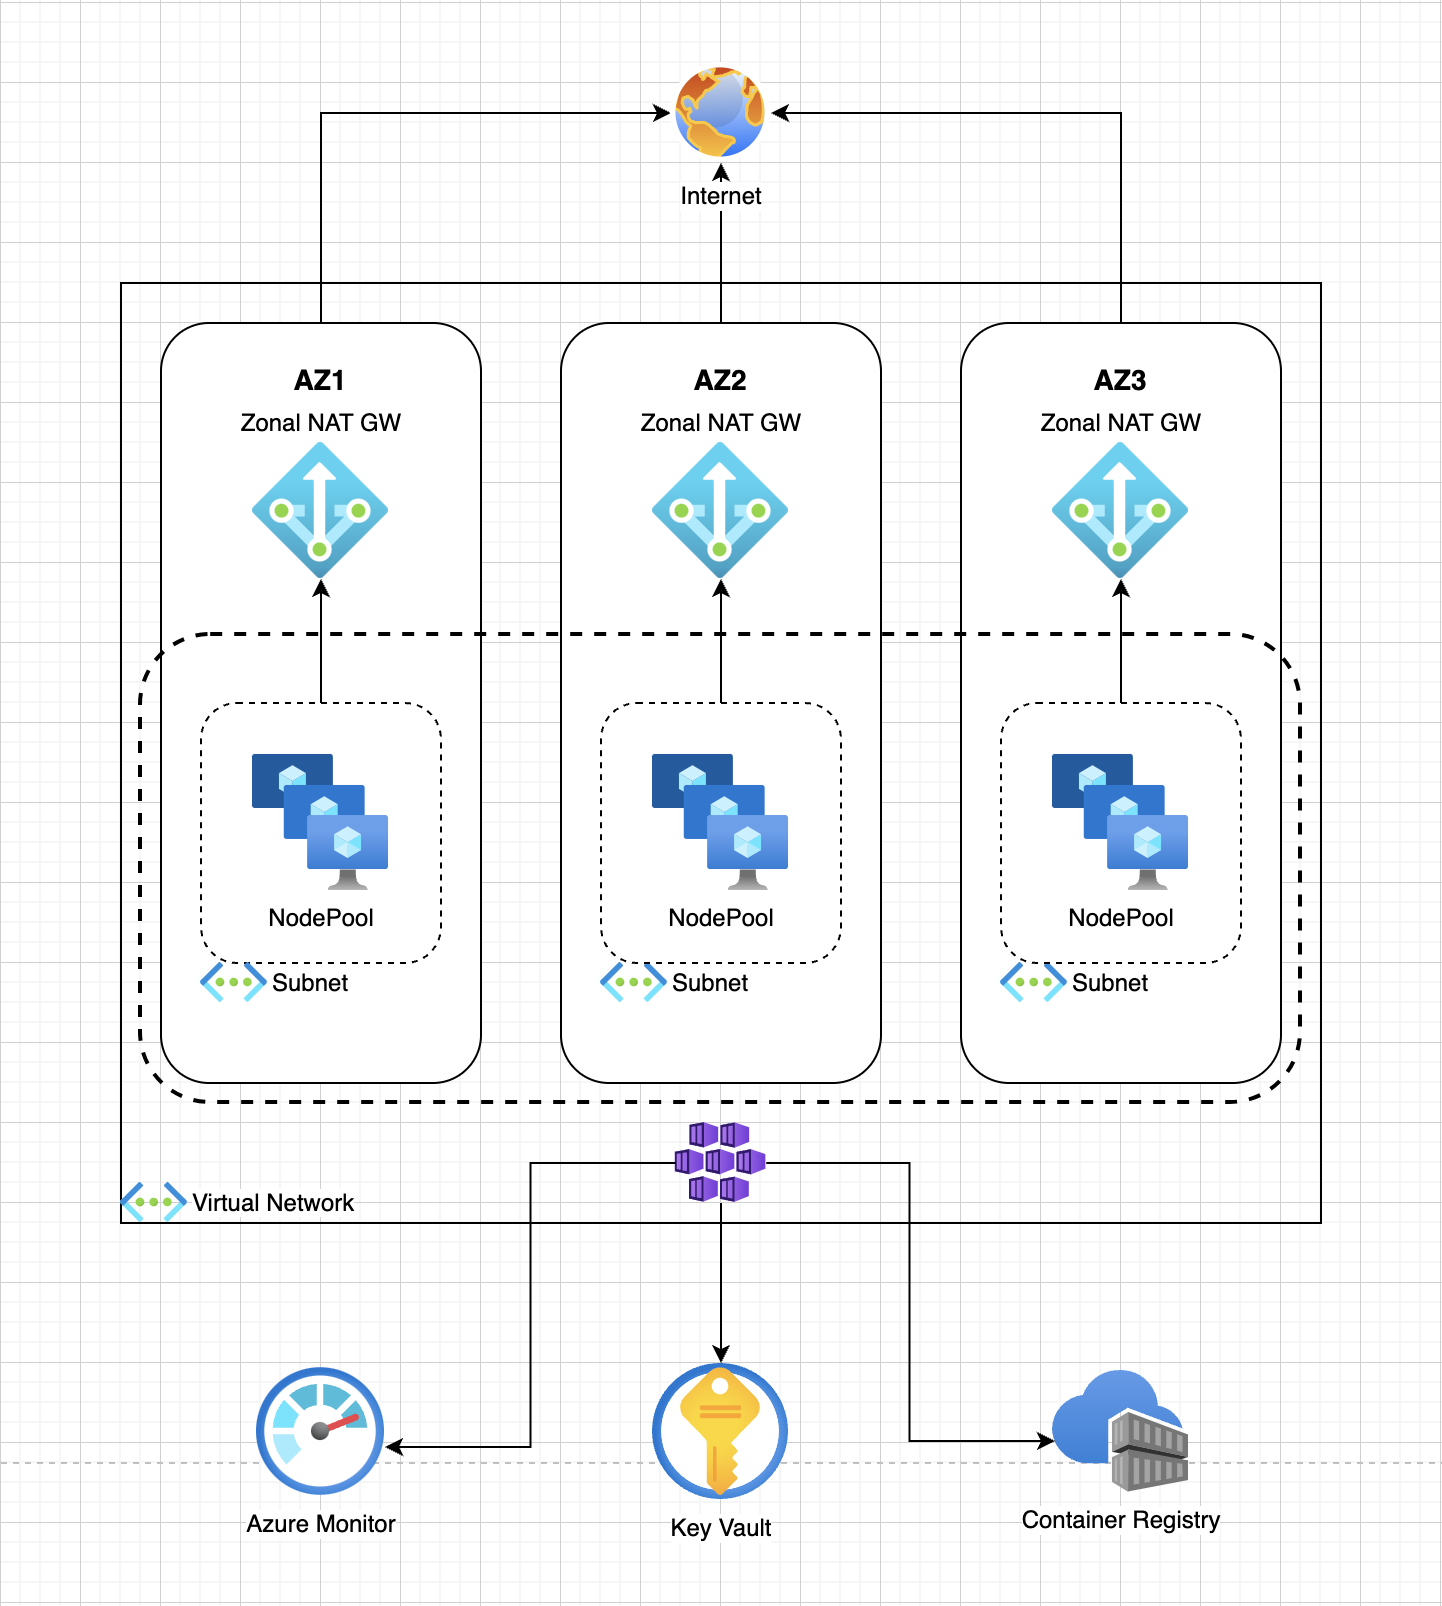 Internet
AZ1
Zonal NAT GW
AZ2
Zonal NAT GW
AZ3
Zonal NAT GW
NodePool
NodePool
NodePool
Subnet
Subnet
Subnet
Virtual Network
Azure Monitor
Key Vault
Container Registry